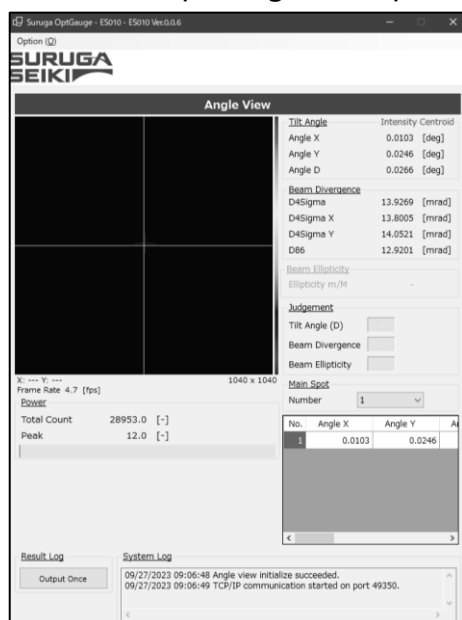 Suruga OptGauge - ES010 - ES010 Ver.0.0.6
Option (O)
SURUGA
SEIKI
Angle View
Tilt Angle Intensity Centroid
Angle X 0.0103 [deg]
Angle Y 0.0246 [deg]
Angle D 0.0266 [deg]
Beam Divergence
D4Sigma 13.9269 [mrad]
D4Sigma X 13.8005 [mrad]
D4Sigma Y 14.0521 [mrad]
D86 12.9201 [mrad]
Beam Ellipticity
Ellipticity m/M -
Judgement
Tilt Angle (D)
Beam Divergence
Beam Ellipticity
X: --- Y: --- 1040 x 1040
Frame Rate 4.7 [fps]
Main Spot
Number 1
Power
Total Count 28953.0 [-]
Peak 12.0 [-]
No. Angle X Angle Y
1 0.0103 0.0246
Result Log
Output Once
System Log
09/27/2023 09:06:48 Angle view initialize succeeded.
09/27/2023 09:06:49 TCP/IP communication started on port 49350.